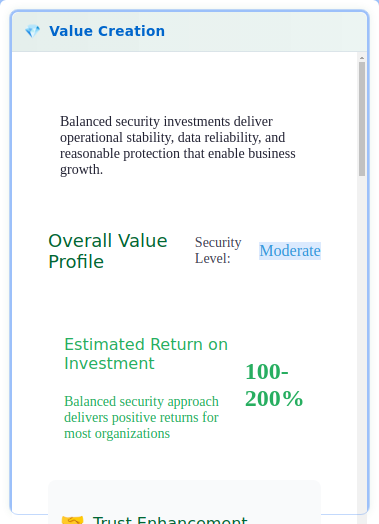 💎 Value Creation
Balanced security investments deliver
operational stability, data reliability, and
reasonable protection that enable business
growth.
Overall Value
Profile
Security
Level:
Moderate
Estimated Return on
Investment
Balanced security approach
delivers positive returns for
most organizations
100-
200%
🤝 Trust Enhancement